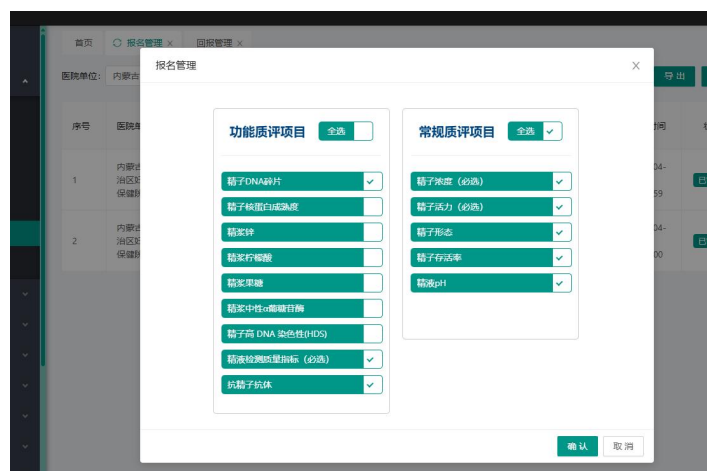 首页 报名管理 × 回报管理 ×
医院单位: 内蒙古
导出
报名管理
序号 医院单
1
内蒙古
治区妇
保健院
2
内蒙古
治区妇
保健院
功能质评项目 全选
精子DNA碎片
精子核蛋白成熟度
精浆锌
精浆柠檬酸
精浆果糖
精浆中性α葡糖苷酶
精子高 DNA 染色性(HDS)
精液检测质量指标（必选）
抗精子抗体
常规质评项目 全选
精子浓度（必选）
精子活力（必选）
精子形态
精子存活率
精液pH
时间
04-
59
已
04-
00
已
确认 取消